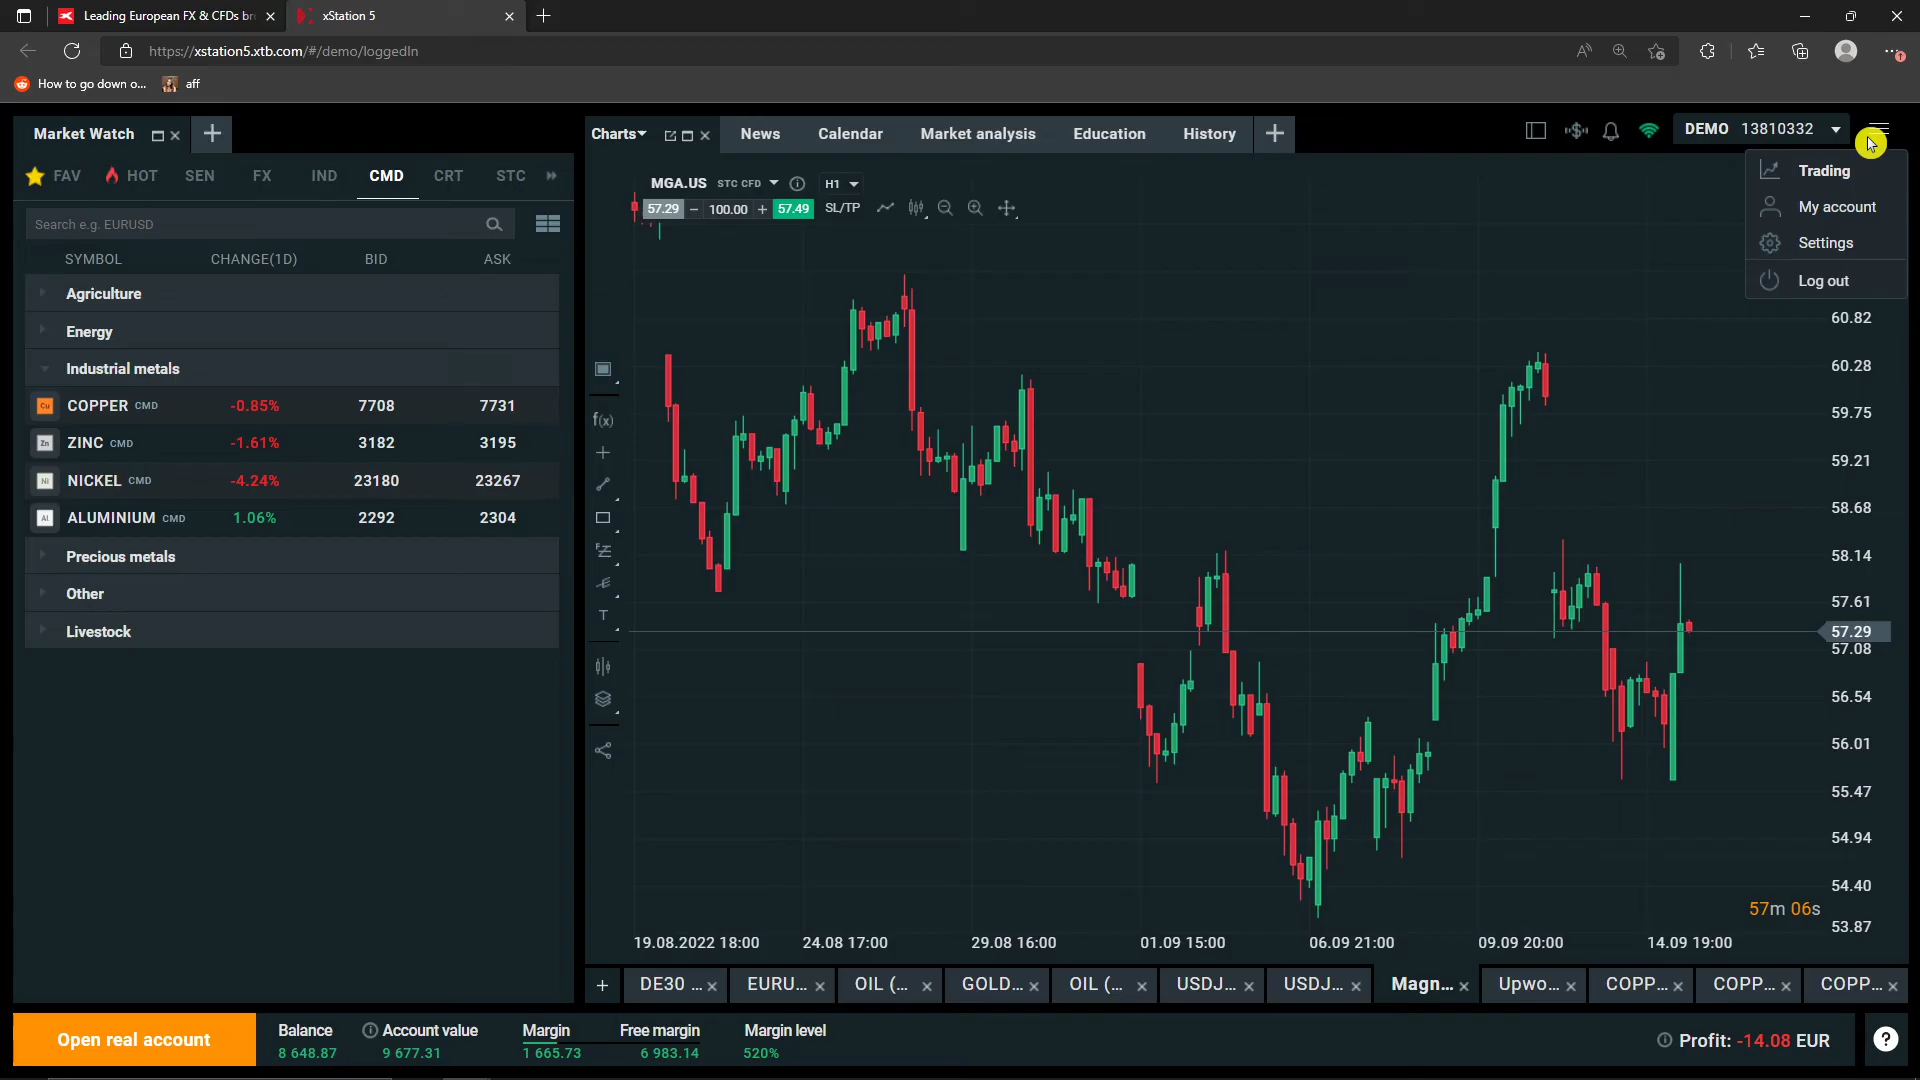 Leading European FX & CFDs br
xStation 5
https://xstation5.xtb.com/#/demo/loggedIn
How to go down o...
aff
Market Watch
Charts
News
Calendar
Market analysis
Education
History
DEMO 13810332
FAV
HOT
SEN
FX
IND
CMD
CRT
STC
Trading
My account
Settings
Log out
Search e.g. EURUSD
MGA.US STC CFD
H1
57.29
100.00
57.49
SL/TP
SYMBOL CHANGE(1D) BID ASK
Agriculture
Energy
Industrial metals
Cu COPPER CMD -0.85% 7708 7731
Zn ZINC CMD -1.61% 3182 3195
Ni NICKEL CMD -4.24% 23180 23267
Al ALUMINIUM CMD 1.06% 2292 2304
Precious metals
Other
Livestock
f(x)
T
60.82
60.28
59.75
59.21
58.68
58.14
57.61
57.29
57.08
56.54
56.01
55.47
54.94
54.40
53.87
57m 06s
19.08.2022 18:00
24.08 17:00
29.08 16:00
01.09 15:00
06.09 21:00
09.09 20:00
14.09 19:00
DE30 ...
EURU...
OIL (...
GOLD...
OIL (...
USDJ...
USDJ...
Magn...
Upwo...
COPP...
COPP...
COPP...
Open real account
Balance
8 648.87
Account value
9 677.31
Margin
1 665.73
Free margin
6 983.14
Margin level
520%
Profit: -14.08 EUR
?